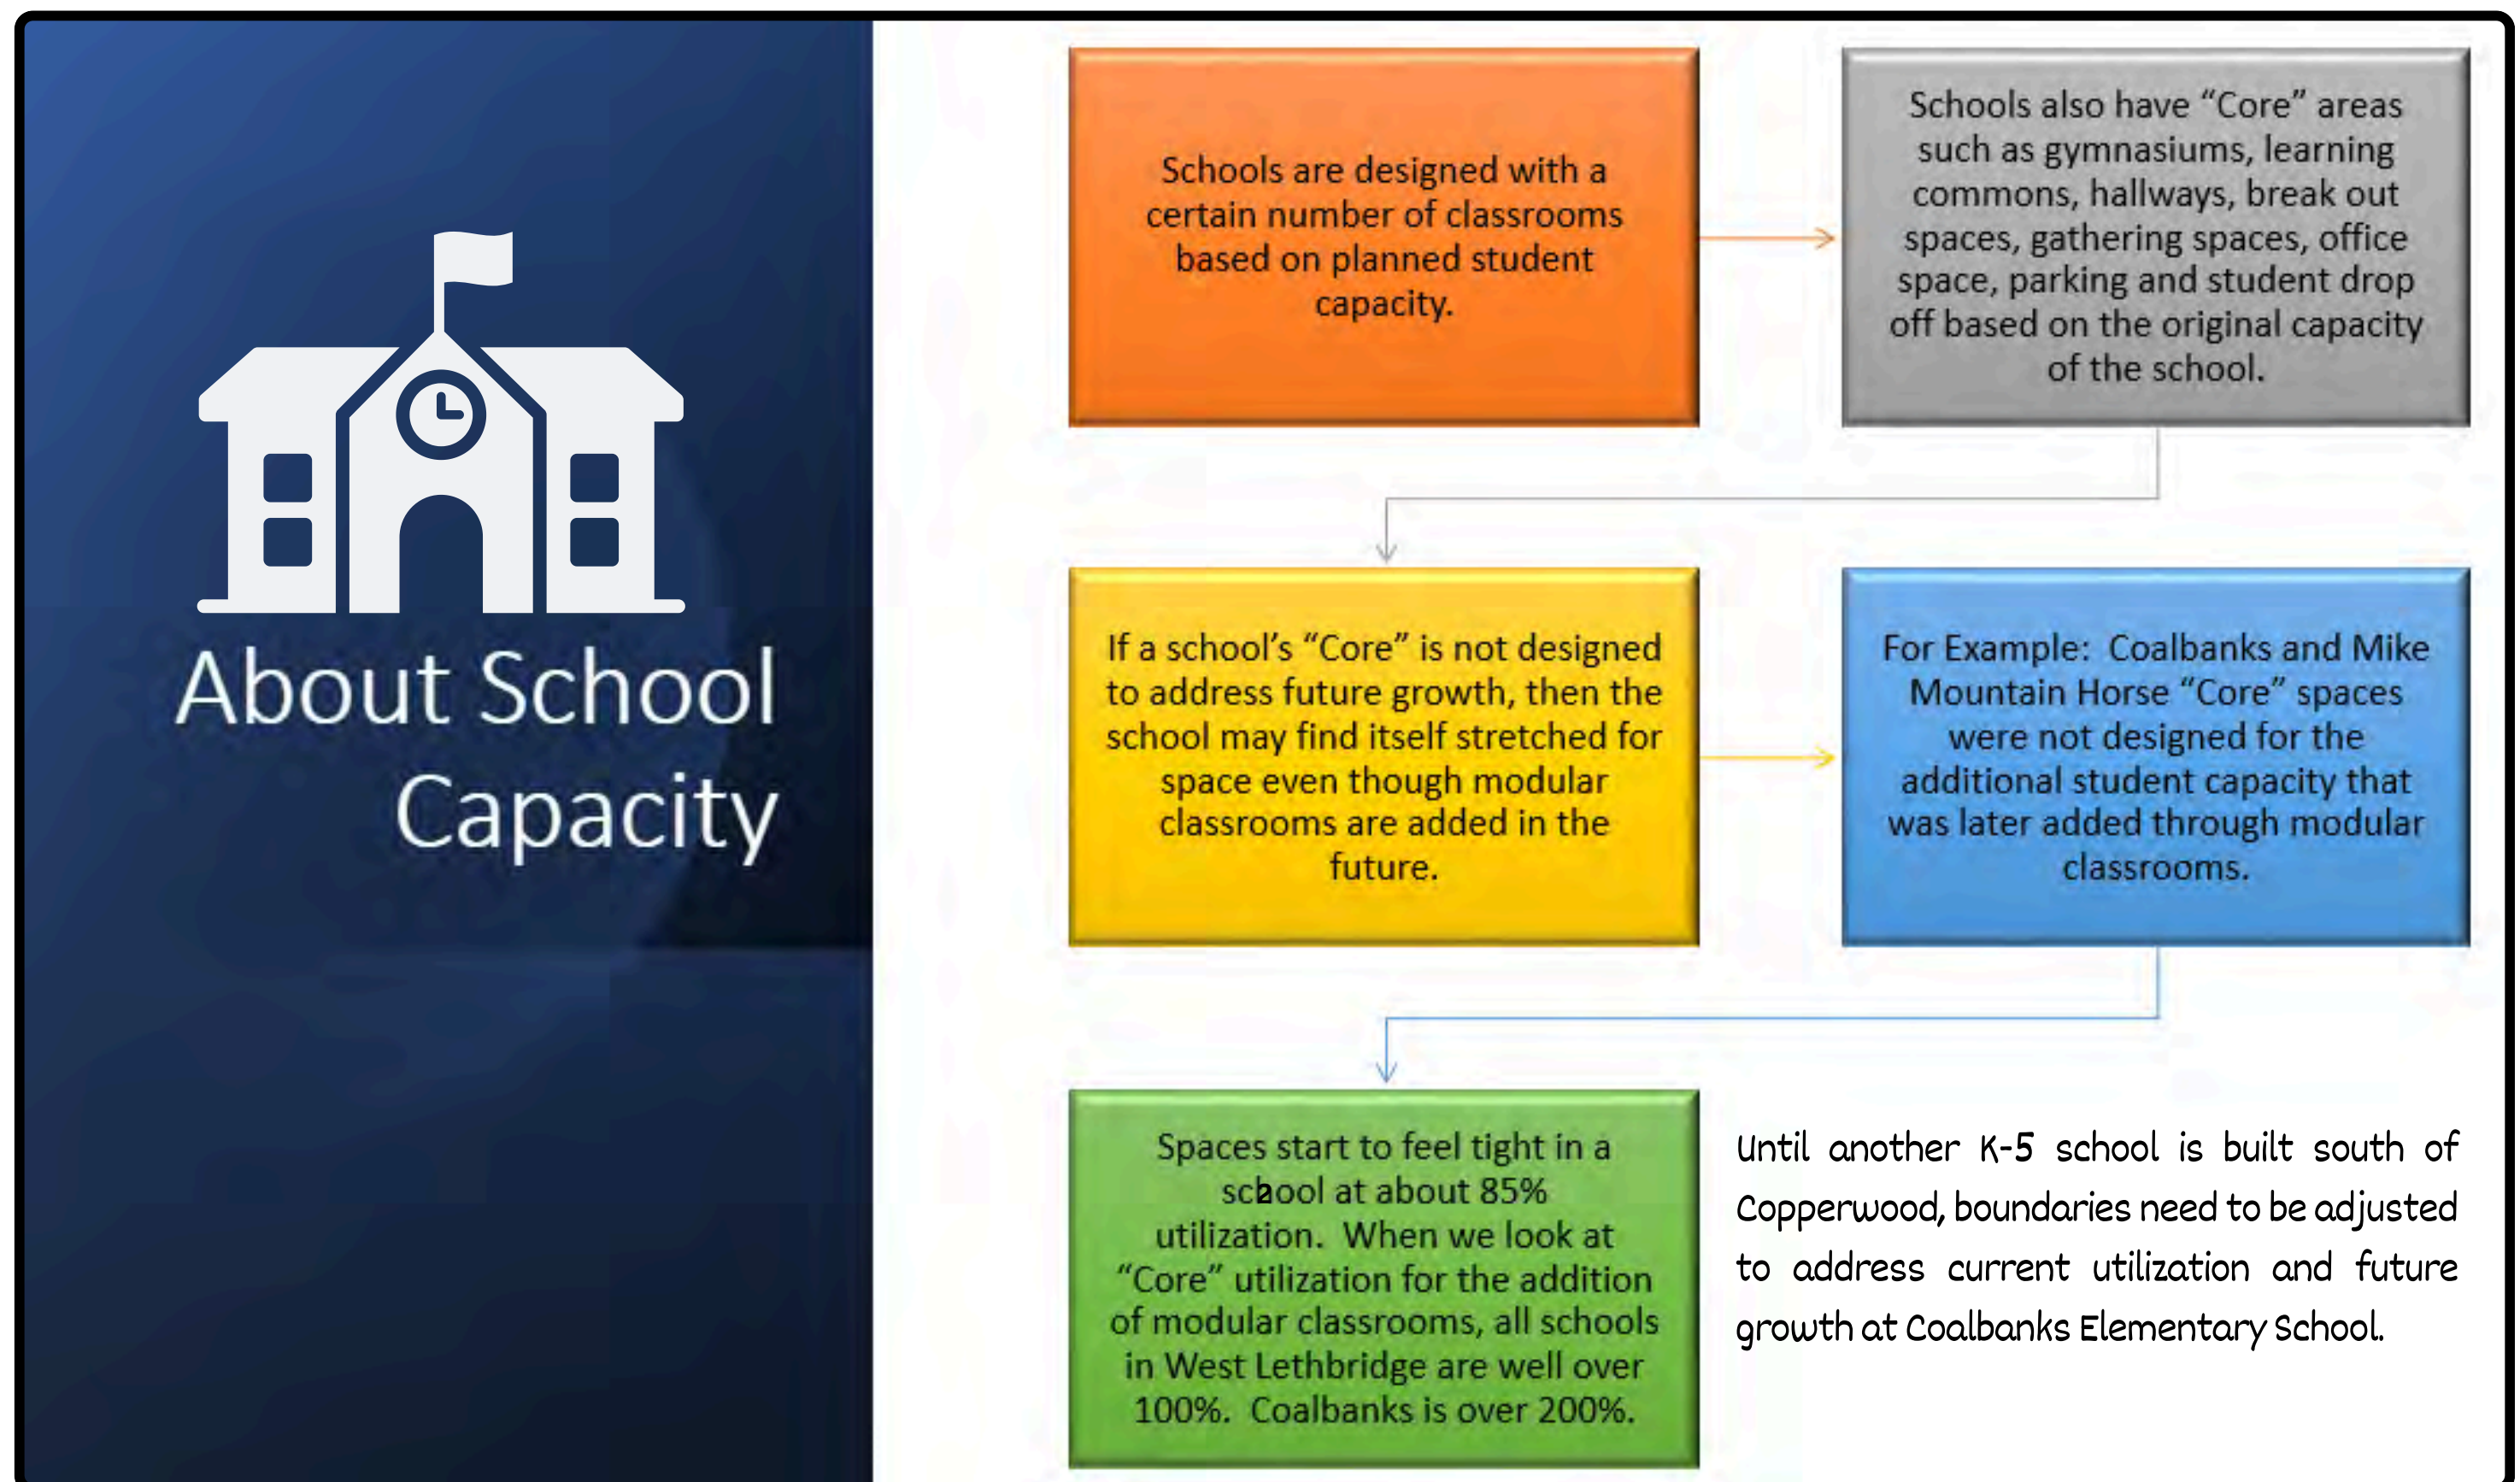 About School
Capacity
Schools are designed with a
certain number of classrooms
based on planned student
capacity.
Schools also have “Core” areas
such as gymnasiums, learning
commons, hallways, break out
spaces, gathering spaces, office
space, parking and student drop
off based on the original capacity
of the school.
If a school’s “Core” is not designed
to address future growth, then the
school may find itself stretched for
space even though modular
classrooms are added in the
future.
For Example:  Coalbanks and Mike
Mountain Horse “Core” spaces
were not designed for the
additional student capacity that
was later added through modular
classrooms.
Spaces start to feel tight in a
school at about 85%
utilization.  When we look at
“Core” utilization for the addition
of modular classrooms, all schools
in West Lethbridge are well over
100%.  Coalbanks is over 200%.
2
Until another K-5 school is built south of
Copperwood, boundaries need to be adjusted
to address current utilization and future
growth at Coalbanks Elementary School.